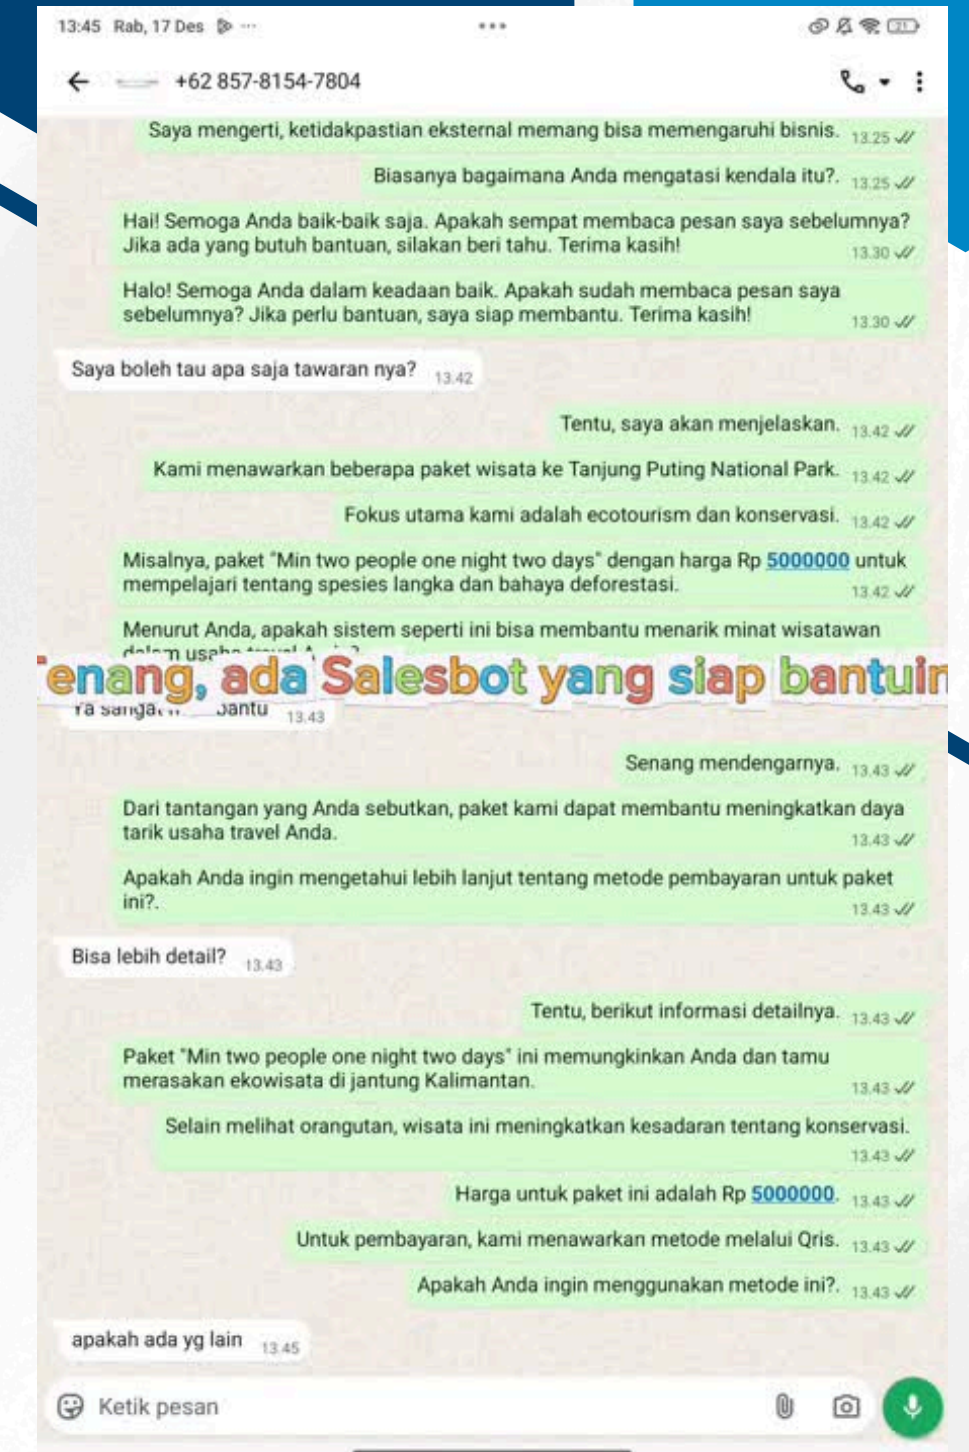 13:45 Rab, 17 Des
21
+62 857-8154-7804
Saya mengerti, ketidakpastian eksternal memang bisa memengaruhi bisnis. 13.25
Biasanya bagaimana Anda mengatasi kendala itu?. 13.25
Hai! Semoga Anda baik-baik saja. Apakah sempat membaca pesan saya sebelumnya?
Jika ada yang butuh bantuan, silakan beri tahu. Terima kasih! 13.30
Halo! Semoga Anda dalam keadaan baik. Apakah sudah membaca pesan saya
sebelumnya? Jika perlu bantuan, saya siap membantu. Terima kasih! 13.30
Saya boleh tau apa saja tawaran nya? 13.42
Tentu, saya akan menjelaskan. 13.42
Kami menawarkan beberapa paket wisata ke Tanjung Puting National Park. 13.42
Fokus utama kami adalah ecotourism dan konservasi. 13.42
Misalnya, paket "Min two people one night two days" dengan harga Rp 5000000 untuk
mempelajari tentang spesies langka dan bahaya deforestasi. 13.42
Menurut Anda, apakah sistem seperti ini bisa membantu menarik minat wisatawan
enang, ada Salesbot yang siap bantuin
13.43
Senang mendengarnya. 13.43
Dari tantangan yang Anda sebutkan, paket kami dapat membantu meningkatkan daya
tarik usaha travel Anda. 13.43
Apakah Anda ingin mengetahui lebih lanjut tentang metode pembayaran untuk paket
ini?. 13.43
Bisa lebih detail? 13.43
Tentu, berikut informasi detailnya. 13.43
Paket "Min two people one night two days" ini memungkinkan Anda dan tamu
merasakan ekowisata di jantung Kalimantan. 13.43
Selain melihat orangutan, wisata ini meningkatkan kesadaran tentang konservasi.
13.43
Harga untuk paket ini adalah Rp 5000000. 13.43
Untuk pembayaran, kami menawarkan metode melalui Qris. 13.43
Apakah Anda ingin menggunakan metode ini?. 13.43
apakah ada yg lain 13.45
Ketik pesan